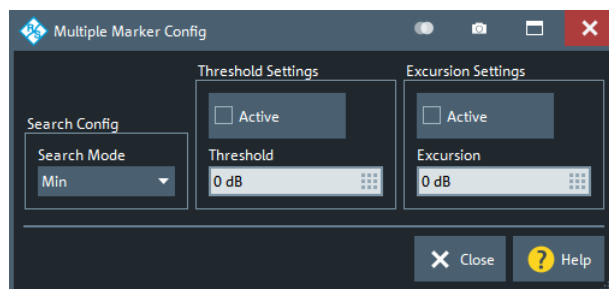 Multiple Marker Config
Threshold Settings
Excursion Settings
Active
Active
Search Config
Search Mode
Threshold
Excursion
Min
0 dB
0 dB
Close
Help